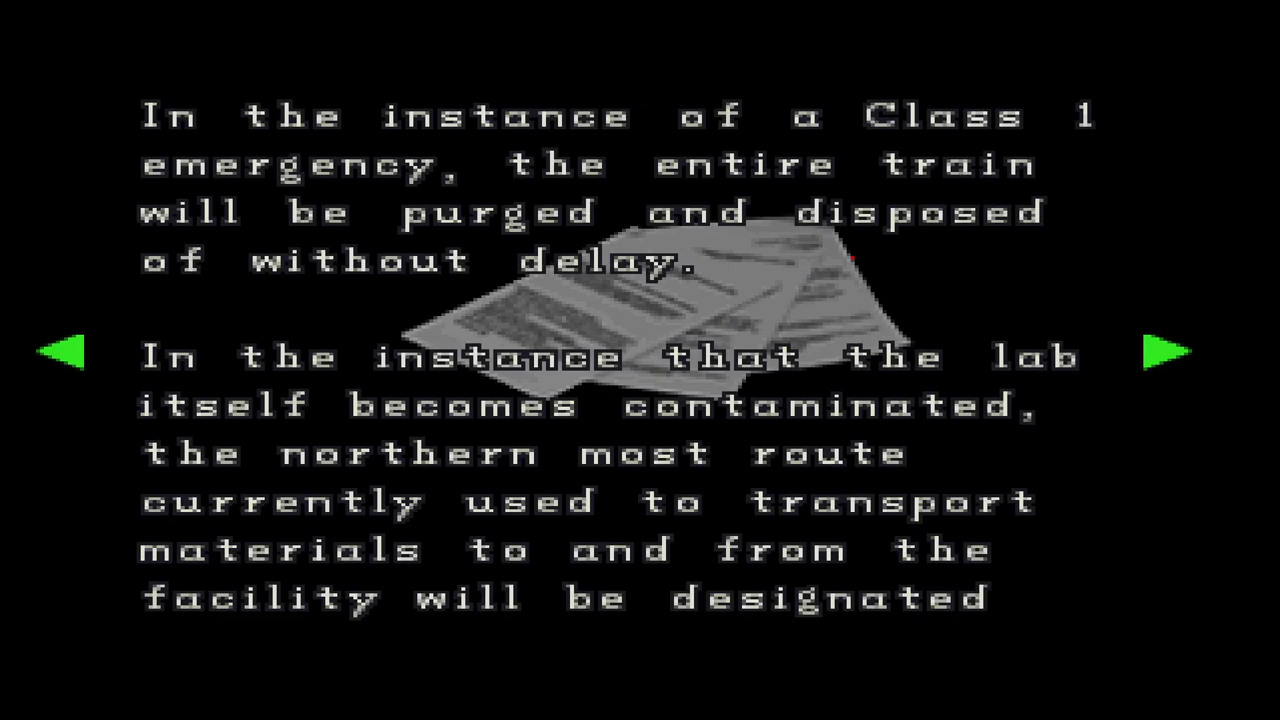 In the instance of a Class 1
emergency, the entire train
will be purged and disposed
of without delay.
In the instance that the lab
itself becomes contaminated,
the northern most route
currently used to transport
materials to and from the
facility will be designated